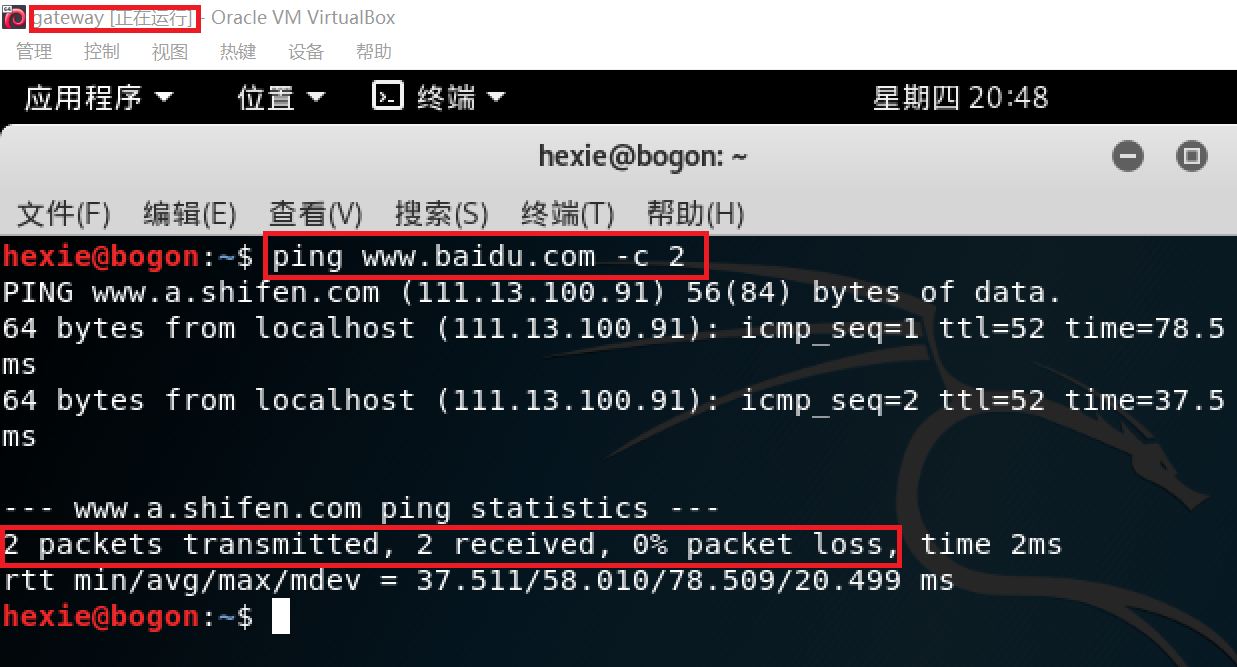 gateway [正在运行] - Oracle VM VirtualBox
管理 控制 视图 热键 设备 帮助
应用程序 位置 终端 星期四 20:48
hexie@bogon: ~
文件(F) 编辑(E) 查看(V) 搜索(S) 终端(T) 帮助(H)
hexie@bogon:~$ ping www.baidu.com -c 2
PING www.a.shifen.com (111.13.100.91) 56(84) bytes of data.
64 bytes from localhost (111.13.100.91): icmp_seq=1 ttl=52 time=78.5
ms
64 bytes from localhost (111.13.100.91): icmp_seq=2 ttl=52 time=37.5
ms
--- www.a.shifen.com ping statistics ---
2 packets transmitted, 2 received, 0% packet loss, time 2ms
rtt min/avg/max/mdev = 37.511/58.010/78.509/20.499 ms
hexie@bogon:~$